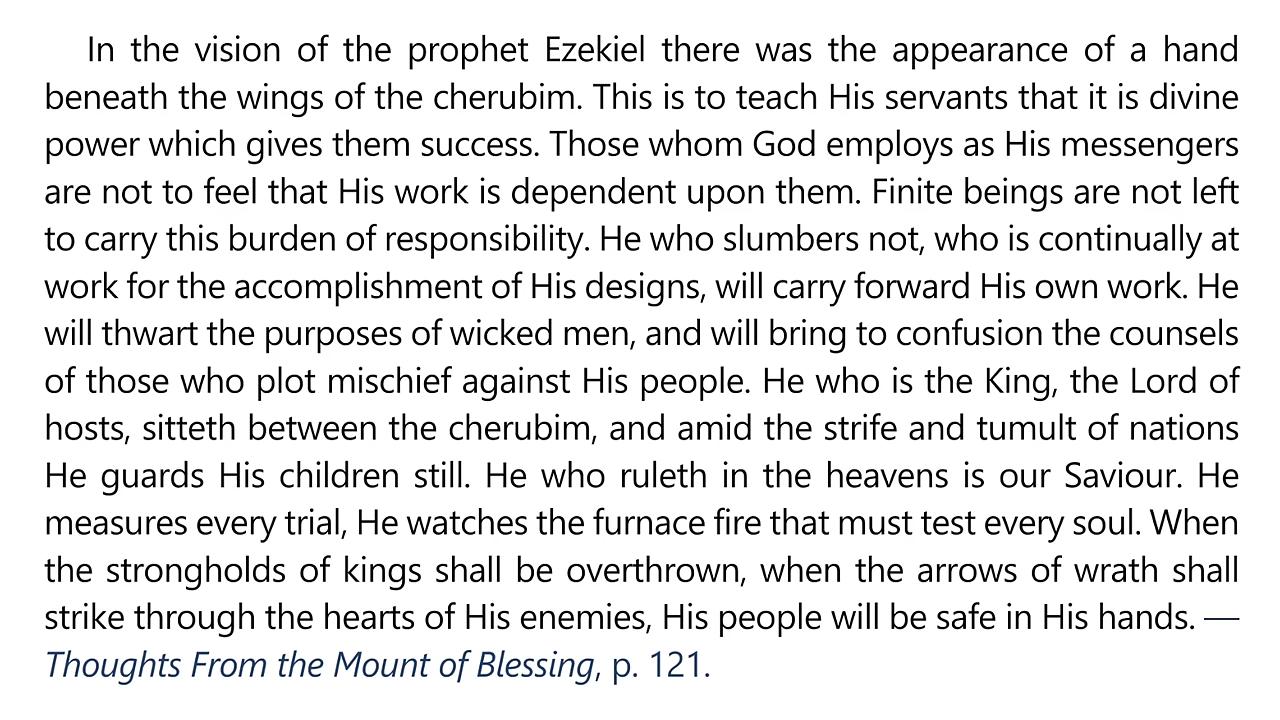 In the vision of the prophet Ezekiel there was the appearance of a hand
beneath the wings of the cherubim. This is to teach His servants that it is divine
power which gives them success. Those whom God employs as His messengers
are not to feel that His work is dependent upon them. Finite beings are not left
to carry this burden of responsibility. He who slumbers not, who is continually at
work for the accomplishment of His designs, will carry forward His own work. He
will thwart the purposes of wicked men, and will bring to confusion the counsels
of those who plot mischief against His people. He who is the King, the Lord of
hosts, sitteth between the cherubim, and amid the strife and tumult of nations
He guards His children still. He who ruleth in the heavens is our Saviour. He
measures every trial, He watches the furnace fire that must test every soul. When
the strongholds of kings shall be overthrown, when the arrows of wrath shall
strike through the hearts of His enemies, His people will be safe in His hands. —
Thoughts From the Mount of Blessing, p. 121.